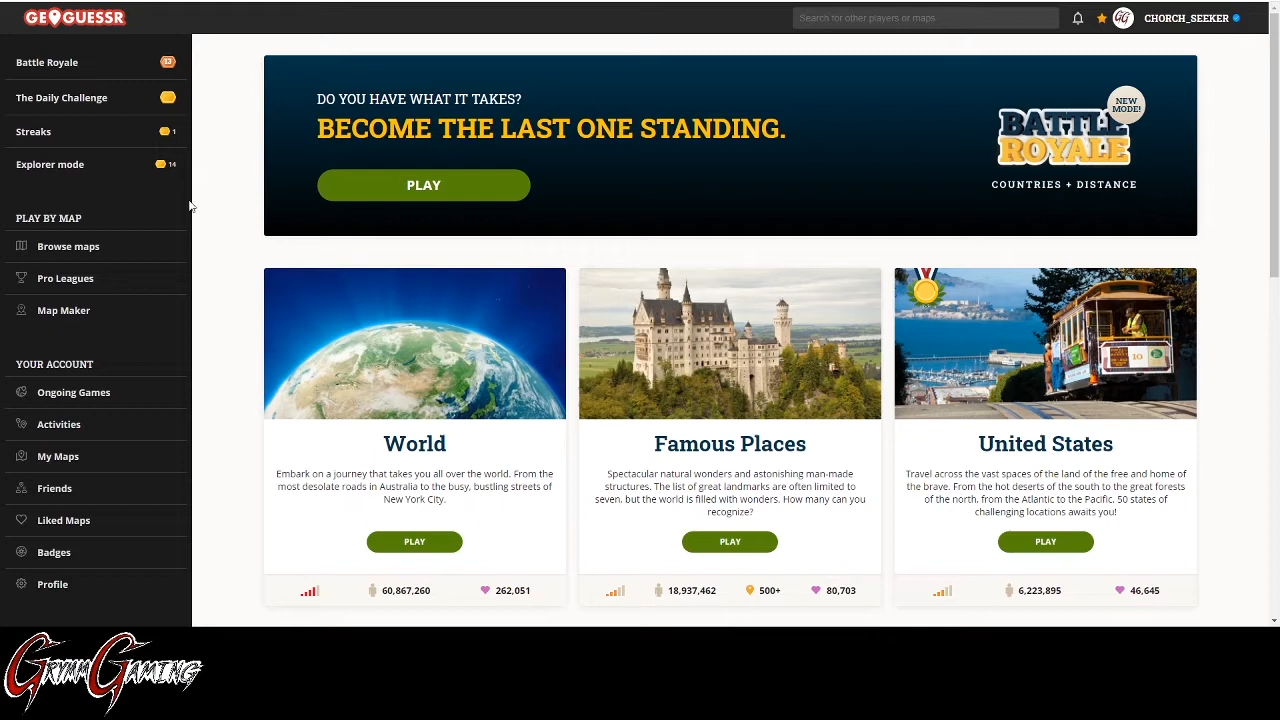 GEOGUESSR
Search for other players or maps
GG
CHORCH_SEEKER
Battle Royale
13
The Daily Challenge
Streaks
1
Explorer mode
14
PLAY BY MAP
Browse maps
Pro Leagues
Map Maker
YOUR ACCOUNT
Ongoing Games
Activities
My Maps
Friends
Liked Maps
Badges
Profile
DO YOU HAVE WHAT IT TAKES?
BECOME THE LAST ONE STANDING.
PLAY
NEW
MODE!
BATTLE
ROYALE
COUNTRIES + DISTANCE
World
Embark on a journey that takes you all over the world. From the
most desolate roads in Australia to the busy, bustling streets of
New York City.
PLAY
60,867,260
262,051
Famous Places
Spectacular natural wonders and astonishing man-made
structures. The list of great landmarks are often limited to
seven, but the world is filled with wonders. How many can you
recognize?
PLAY
18,937,462
500+
80,703
10
United States
Travel across the vast spaces of the land of the free and home of
the brave. From the hot deserts of the south to the great forests
of the north, from the Atlantic to the Pacific, 50 states of
challenging locations awaits you!
PLAY
6,223,895
46,645
GRIMGAMING